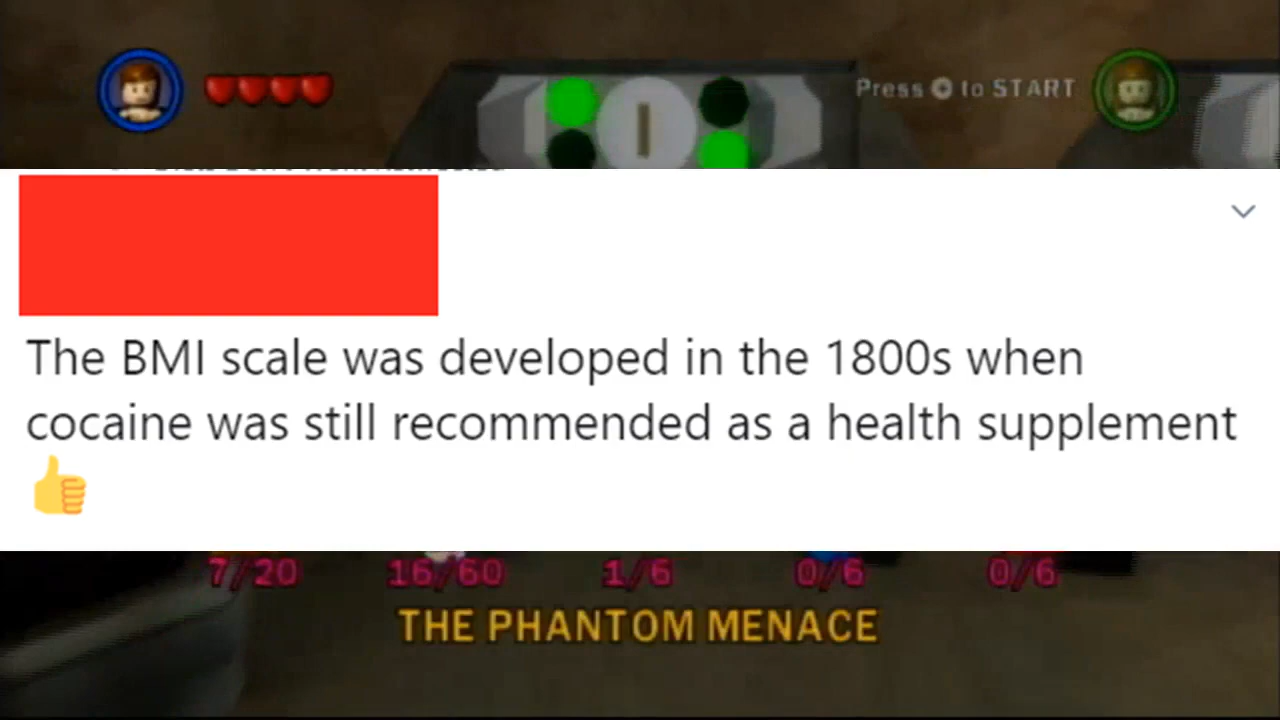 Press to START
The BMI scale was developed in the 1800s when
cocaine was still recommended as a health supplement
👍
7/20 16/60 1/6 0/6 0/6
THE PHANTOM MENACE